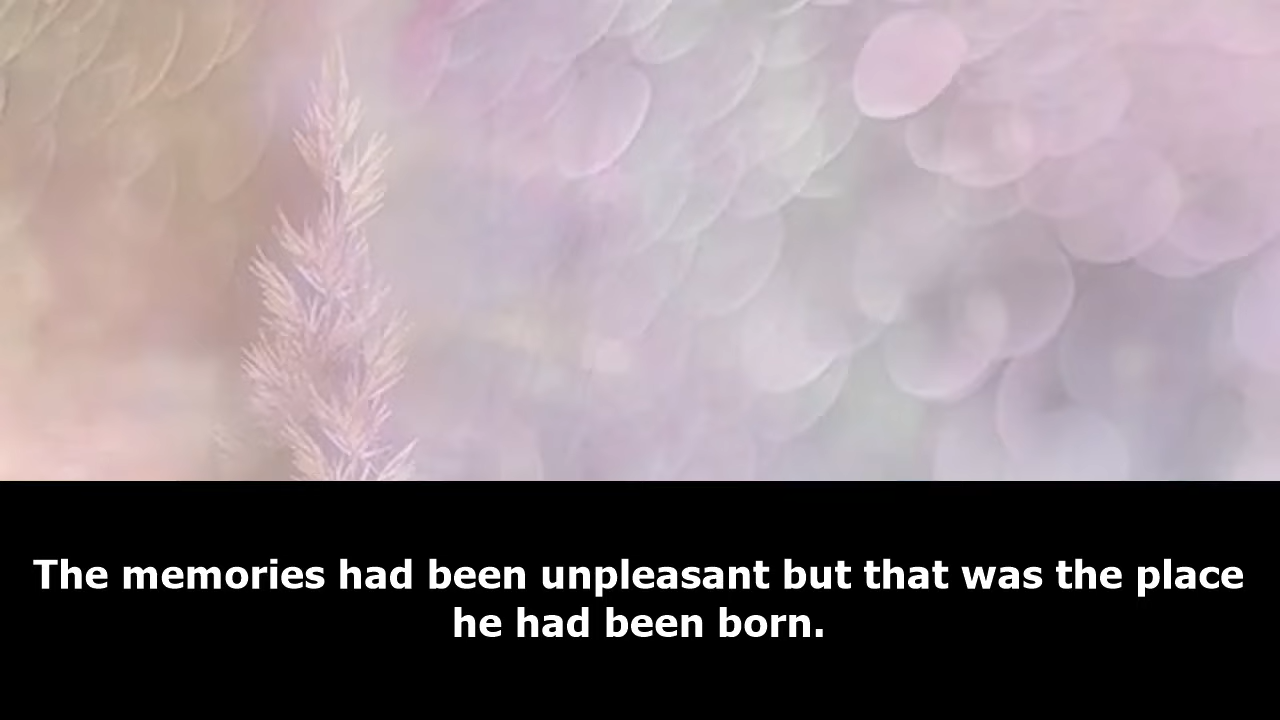 The memories had been unpleasant but that was the place
he had been born.